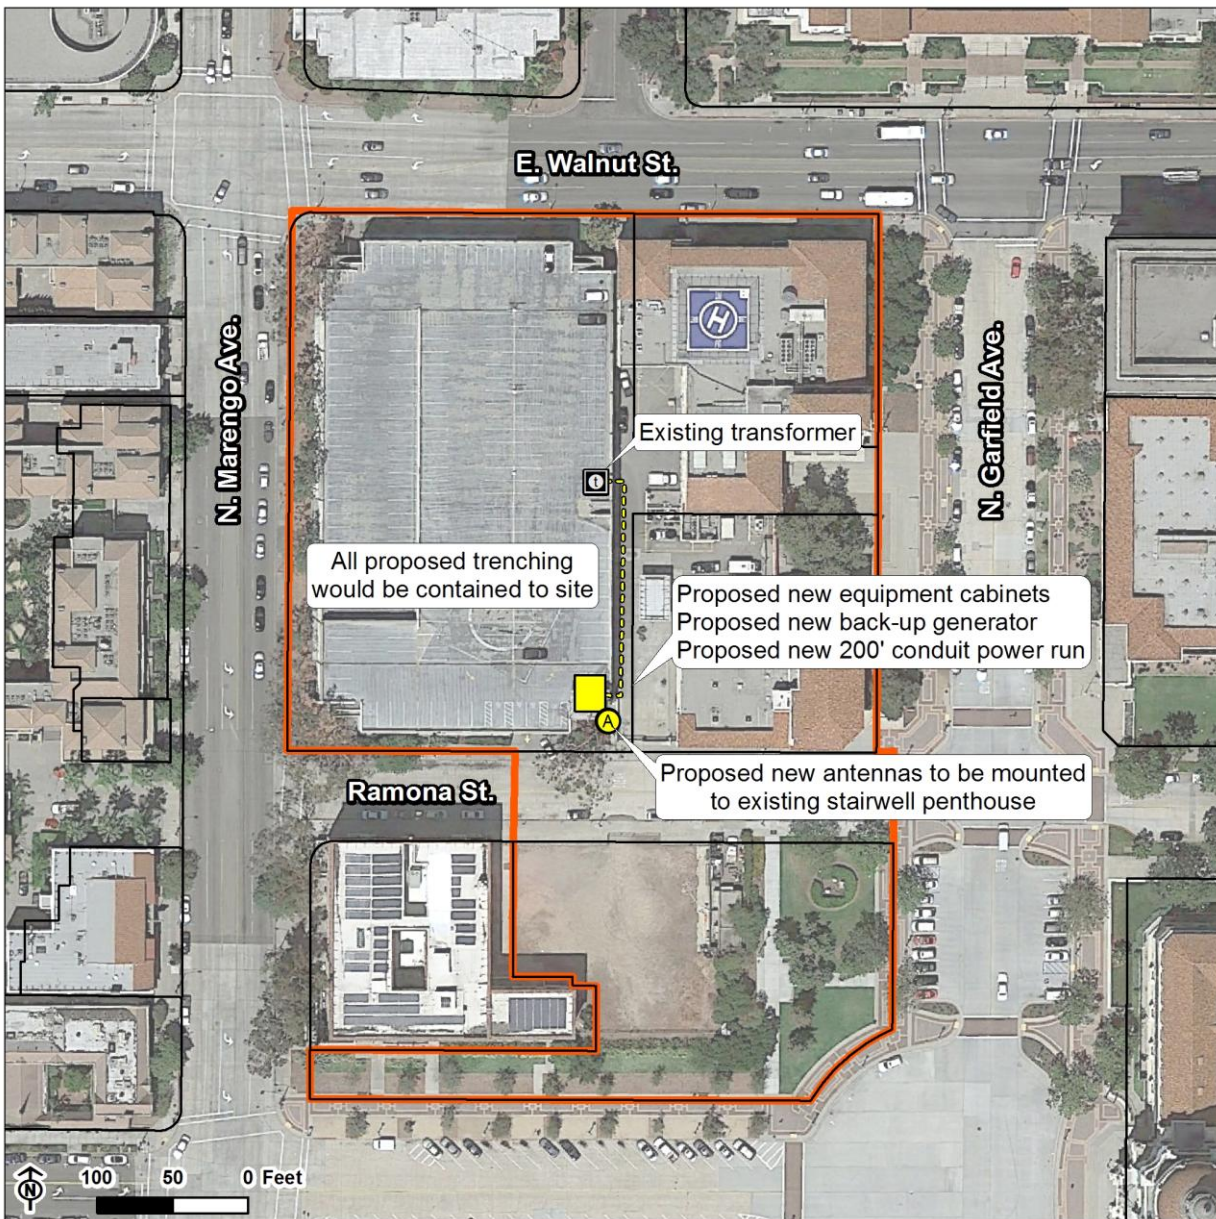 E. Walnut St.
N. Marengo Ave.
N. Garfield Ave.
H
Existing transformer
t
All proposed trenching
would be contained to site
Proposed new equipment cabinets
Proposed new back-up generator
Proposed new 200' conduit power run
A
Proposed new antennas to be mounted
to existing stairwell penthouse
Ramona St.
N
100 50 0 Feet